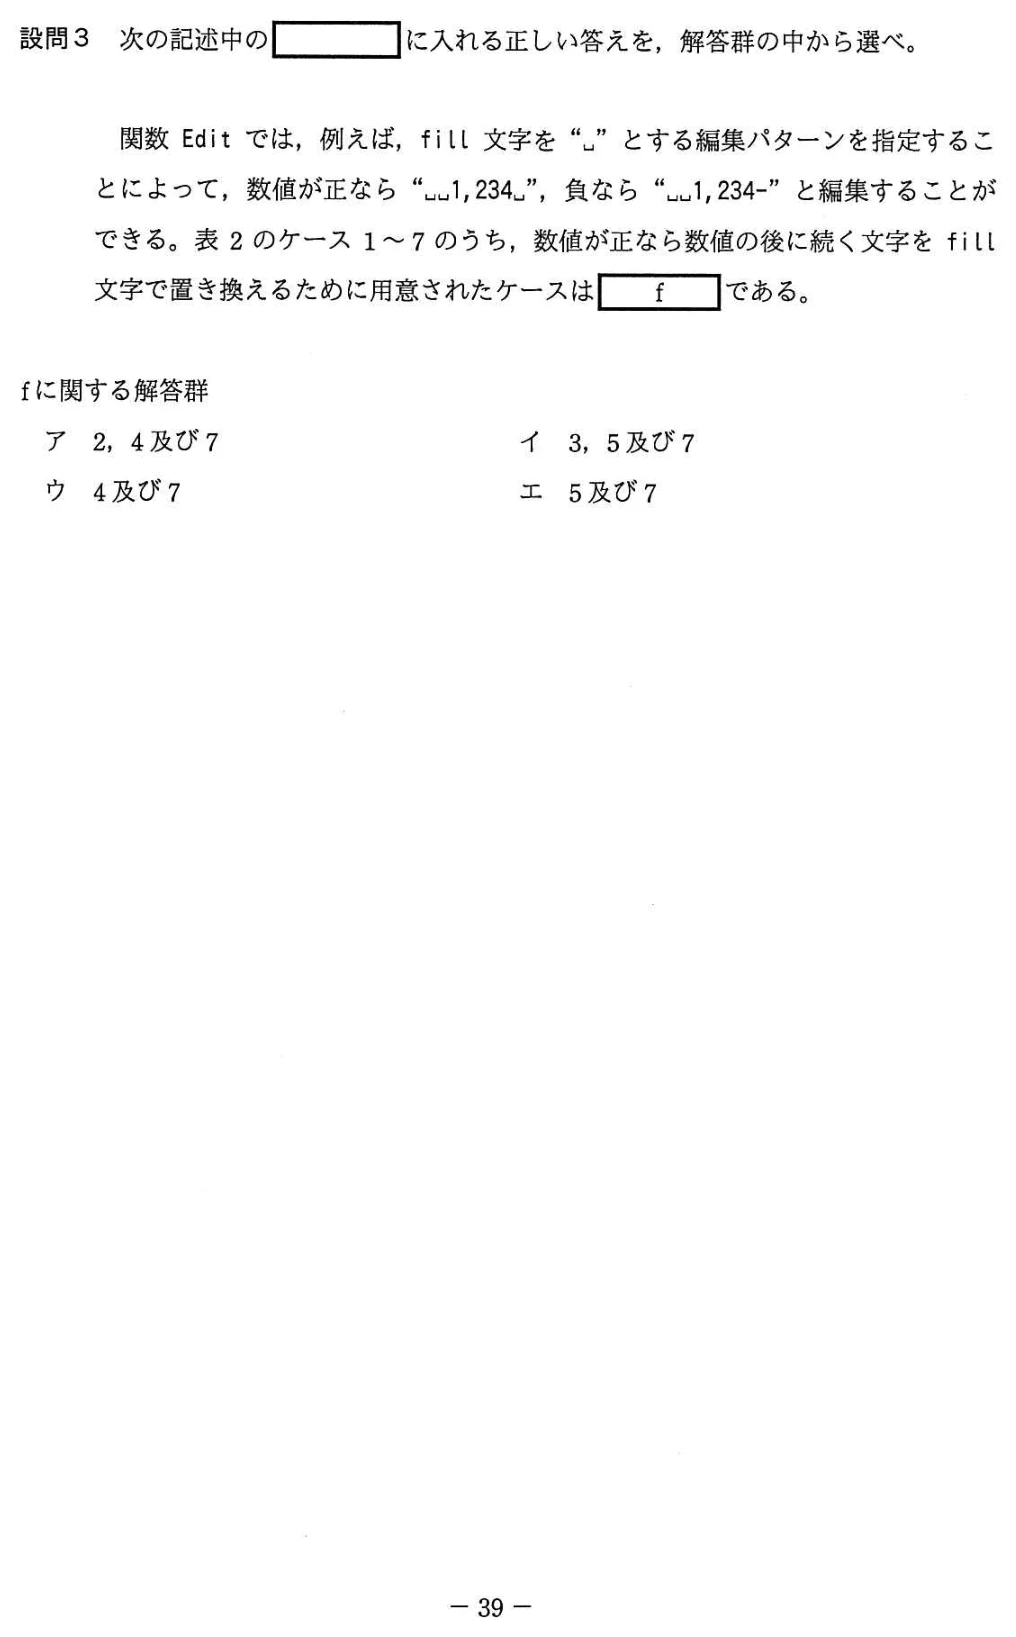 設問3　次の記述中の　　　　に入れる正しい答えを，解答群の中から選べ。
関数 Edit では，例えば，fill 文字を“␣”とする編集パターンを指定するこ
とによって，数値が正なら“␣␣1,234␣”，負なら“␣␣1,234-”と編集することが
できる。表 2 のケース 1～7 のうち，数値が正なら数値の後に続く文字を fill
文字で置き換えるために用意されたケースは f である。
fに関する解答群
ア　2，4及び7　　イ　3，5及び7
ウ　4及び7　　エ　5及び7
－ 39 －